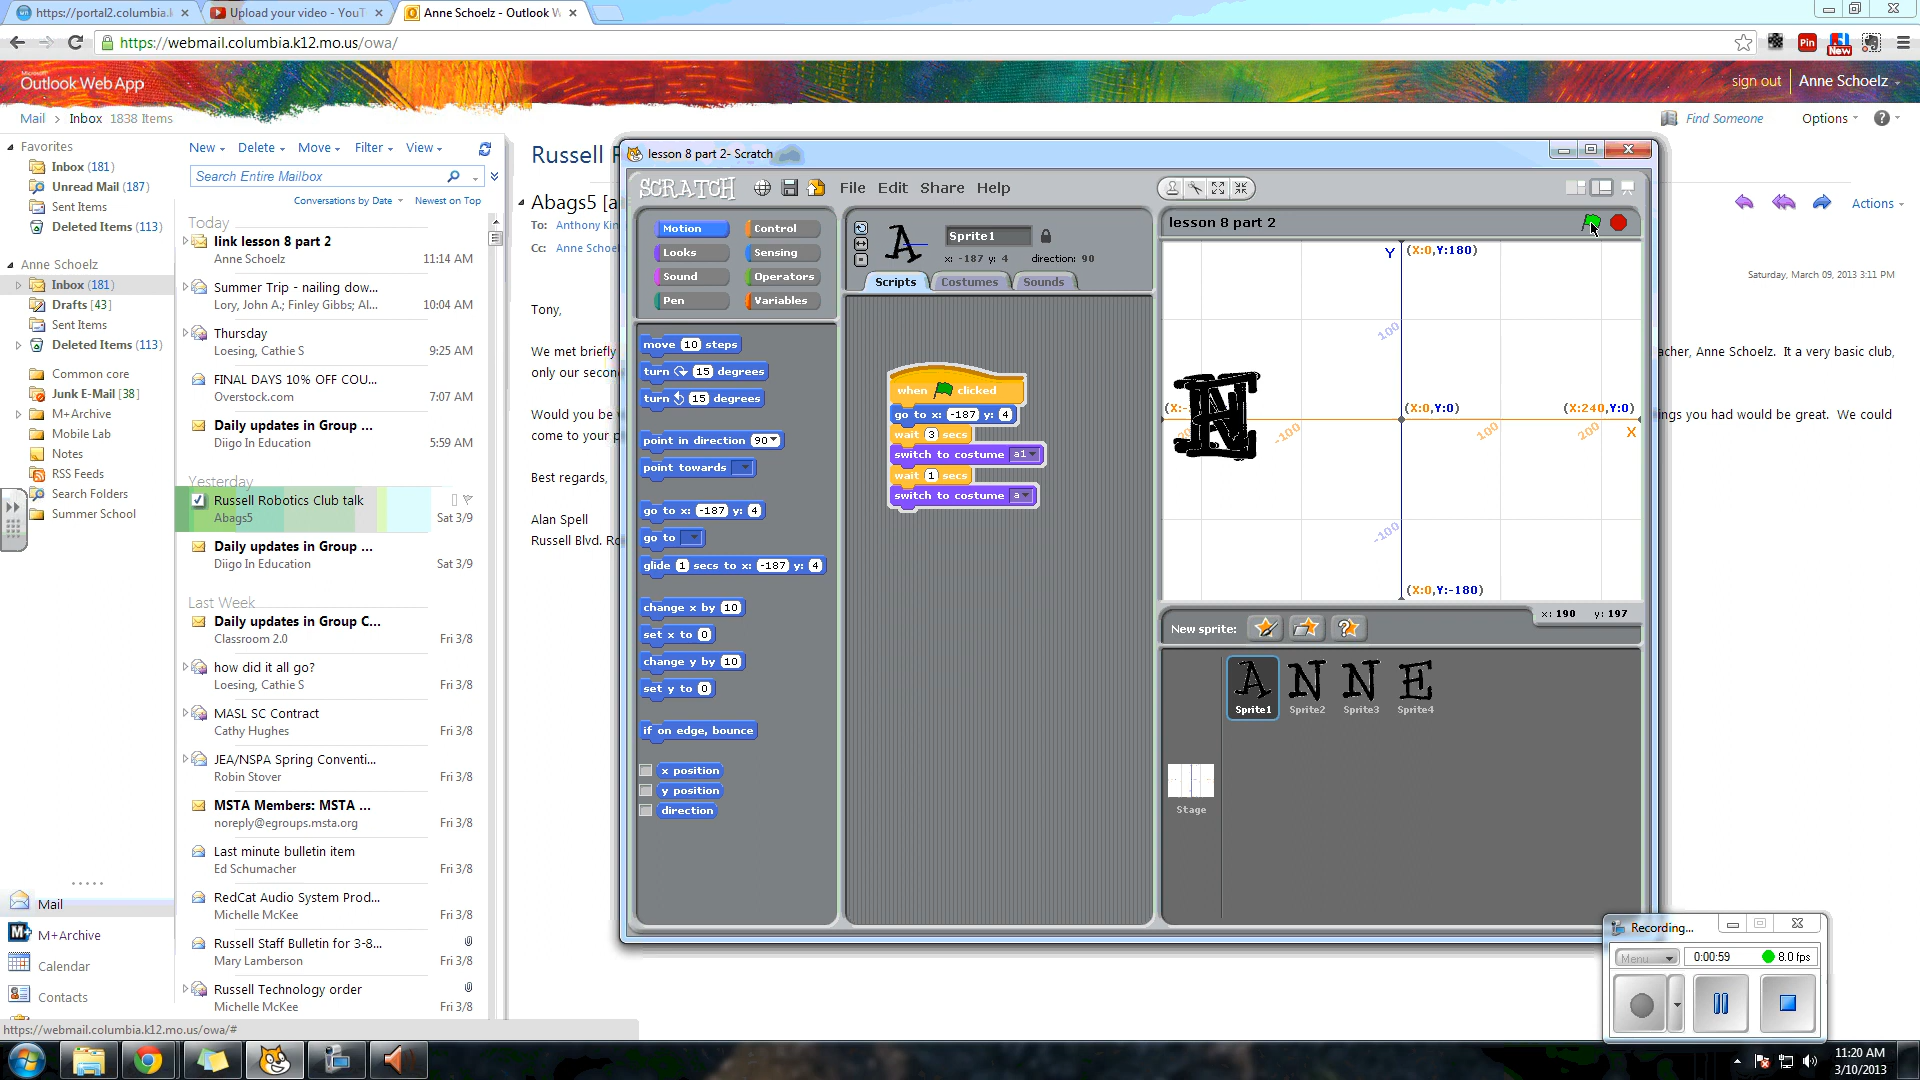 https://portal2.columbia.
Upload your video - YouT
Anne Schoelz - Outlook W
https://webmail.columbia.k12.mo.us/owa/
Pin
New
Microsoft
Outlook Web App
sign out
Anne Schoelz
Mail > Inbox 1838 Items
Find Someone
Options
Favorites
Inbox (181)
Unread Mail (187)
Sent Items
Deleted Items (113)
Anne Schoelz
Inbox (181)
Drafts [43]
Sent Items
Deleted Items (113)
Common core
Junk E-Mail [38]
M+Archive
Mobile Lab
Notes
RSS Feeds
Search Folders
Summer School
Mail
M+Archive
Calendar
Contacts
https://webmail.columbia.k12.mo.us/owa/#
New Delete Move Filter View
Search Entire Mailbox
Conversations by Date Newest on Top
Today
link lesson 8 part 2
Anne Schoelz 11:14 AM
Summer Trip - nailing dow...
Lory, John A.; Finley Gibbs; Al... 10:04 AM
Thursday
Loesing, Cathie S 9:25 AM
FINAL DAYS 10% OFF COU...
Overstock.com 7:07 AM
Daily updates in Group ...
Diigo In Education 5:59 AM
Yesterday
Russell Robotics Club talk
Abags5 Sat 3/9
Daily updates in Group ...
Diigo In Education Sat 3/9
Last Week
Daily updates in Group C...
Classroom 2.0 Fri 3/8
how did it all go?
Loesing, Cathie S Fri 3/8
MASL SC Contract
Cathy Hughes Fri 3/8
JEA/NSPA Spring Conventi...
Robin Stover Fri 3/8
MSTA Members: MSTA ...
noreply@egroups.msta.org Fri 3/8
Last minute bulletin item
Ed Schumacher Fri 3/8
RedCat Audio System Prod...
Michelle McKee Fri 3/8
Russell Staff Bulletin for 3-8...
Mary Lamberson Fri 3/8
Russell Technology order
Michelle McKee Fri 3/8
Russell
Abags5 [a
To: Anthony Kin
Cc: Anne Schoel
Actions
Saturday, March 09, 2013 3:11 PM
Tony,
We met briefly
acher, Anne Schoelz. It a very basic club,
only our secon
Would you be
ngs you had would be great. We could
come to your p
Best regards,
Alan Spell
Russell Blvd. Ro
lesson 8 part 2- Scratch
SCRATCH File Edit Share Help
Motion Control
Looks Sensing
Sound Operators
Pen Variables
move 10 steps
turn 15 degrees
turn 15 degrees
point in direction 90
point towards
go to x: -187 y: 4
go to
glide 1 secs to x: -187 y: 4
change x by 10
set x to 0
change y by 10
set y to 0
if on edge, bounce
x position
y position
direction
A
Sprite1
x: -187 y: 4 direction: 90
Scripts Costumes Sounds
when clicked
go to x: -187 y: 4
wait 3 secs
switch to costume a1
wait 1 secs
switch to costume a
lesson 8 part 2
Y (X:0,Y:180)
100
(X:- (X:0,Y:0) (X:240,Y:0)
-100 100 200 X
-100
(X:0,Y:-180)
x: 190 y: 197
New sprite:
A N N E
Sprite1 Sprite2 Sprite3 Sprite4
Stage
Recording...
Menu 0:00:59 8.0 fps
11:20 AM
3/10/2013